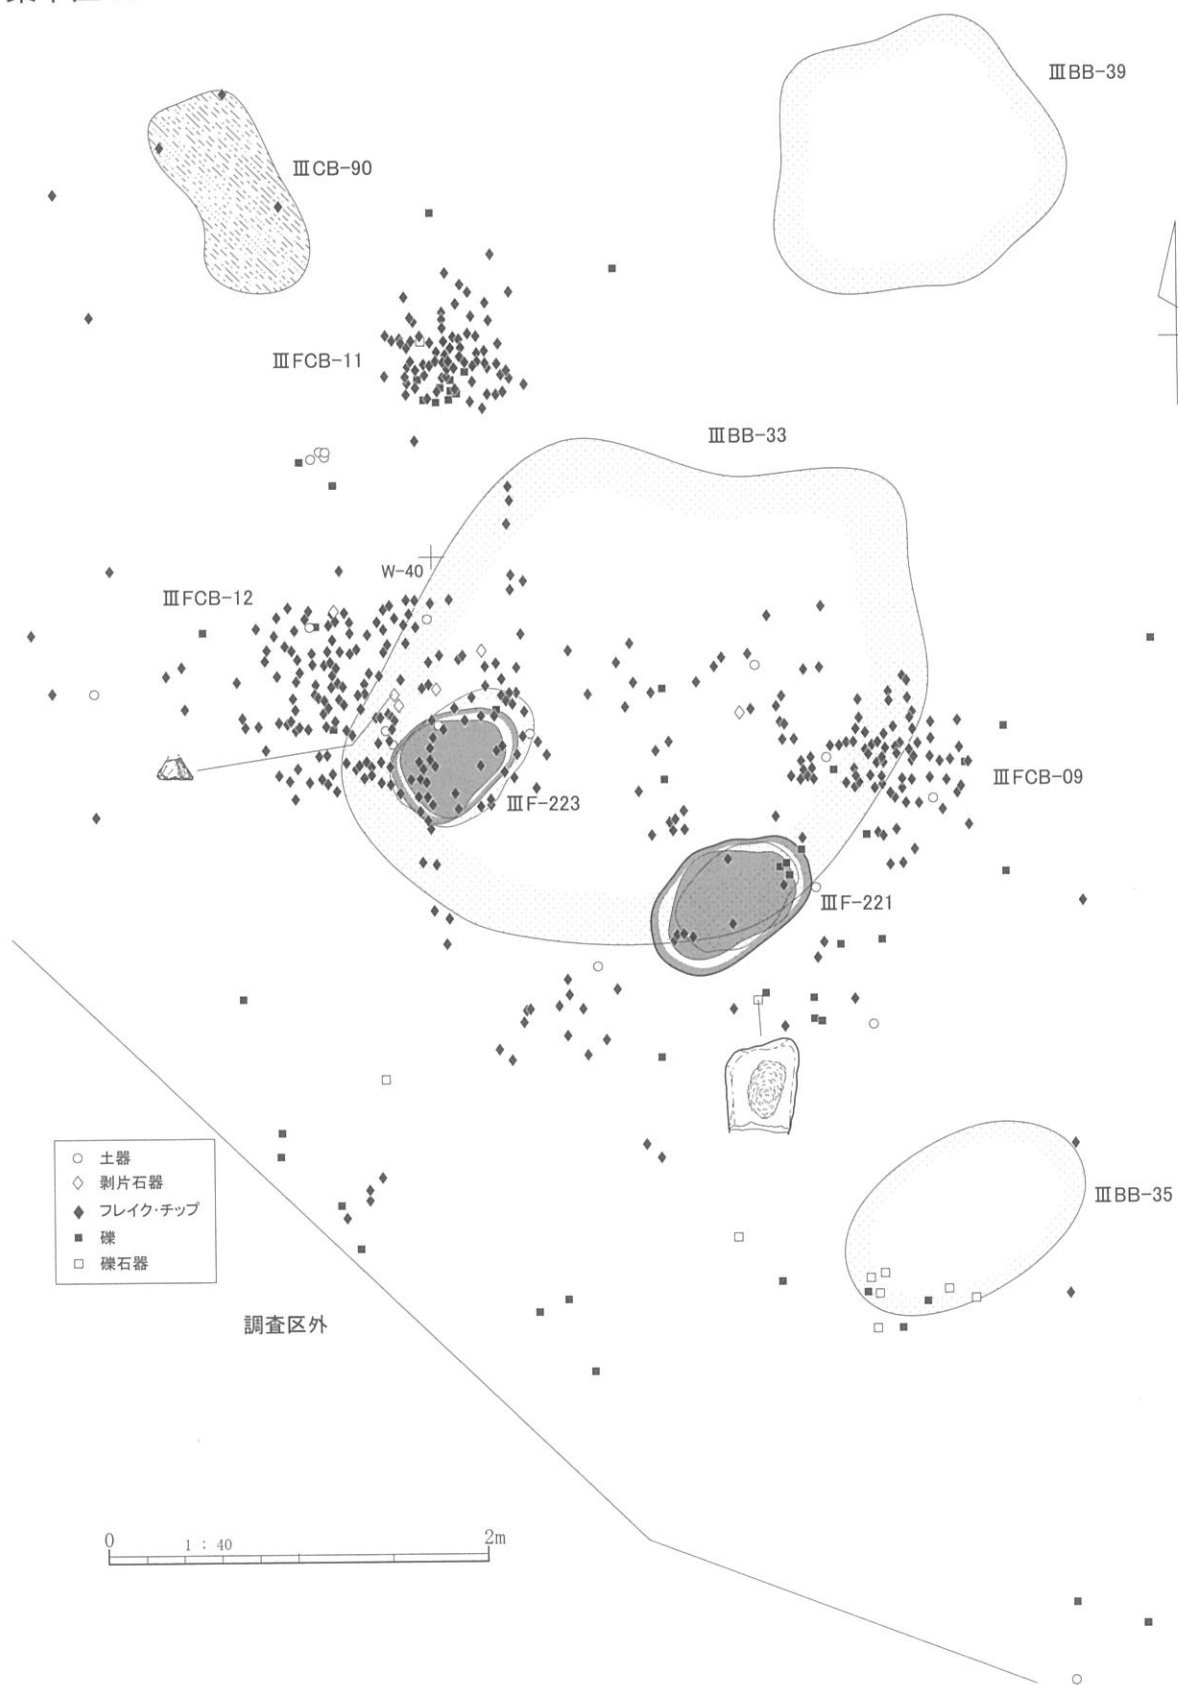 ⅢBB-39
ⅢCB-90
ⅢFCB-11
ⅢBB-33
W-40
ⅢFCB-12
ⅢFCB-09
ⅢF-223
ⅢF-221
土器
剥片石器
フレイク・チップ
礫
礫石器
ⅢBB-35
調査区外
0 1 : 40 2m